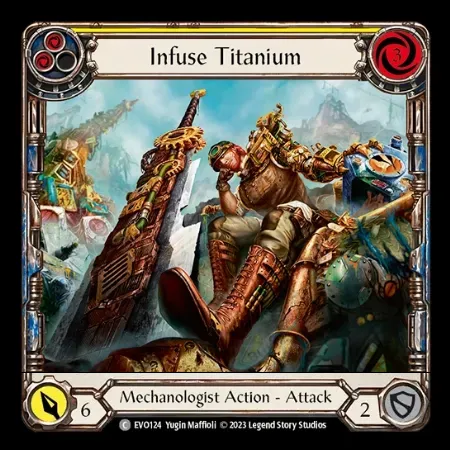 Infuse Titanium
3
6
Mechanologist Action - Attack
2
C EVO124 Yugin Maffioli © 2023 Legend Story Studios